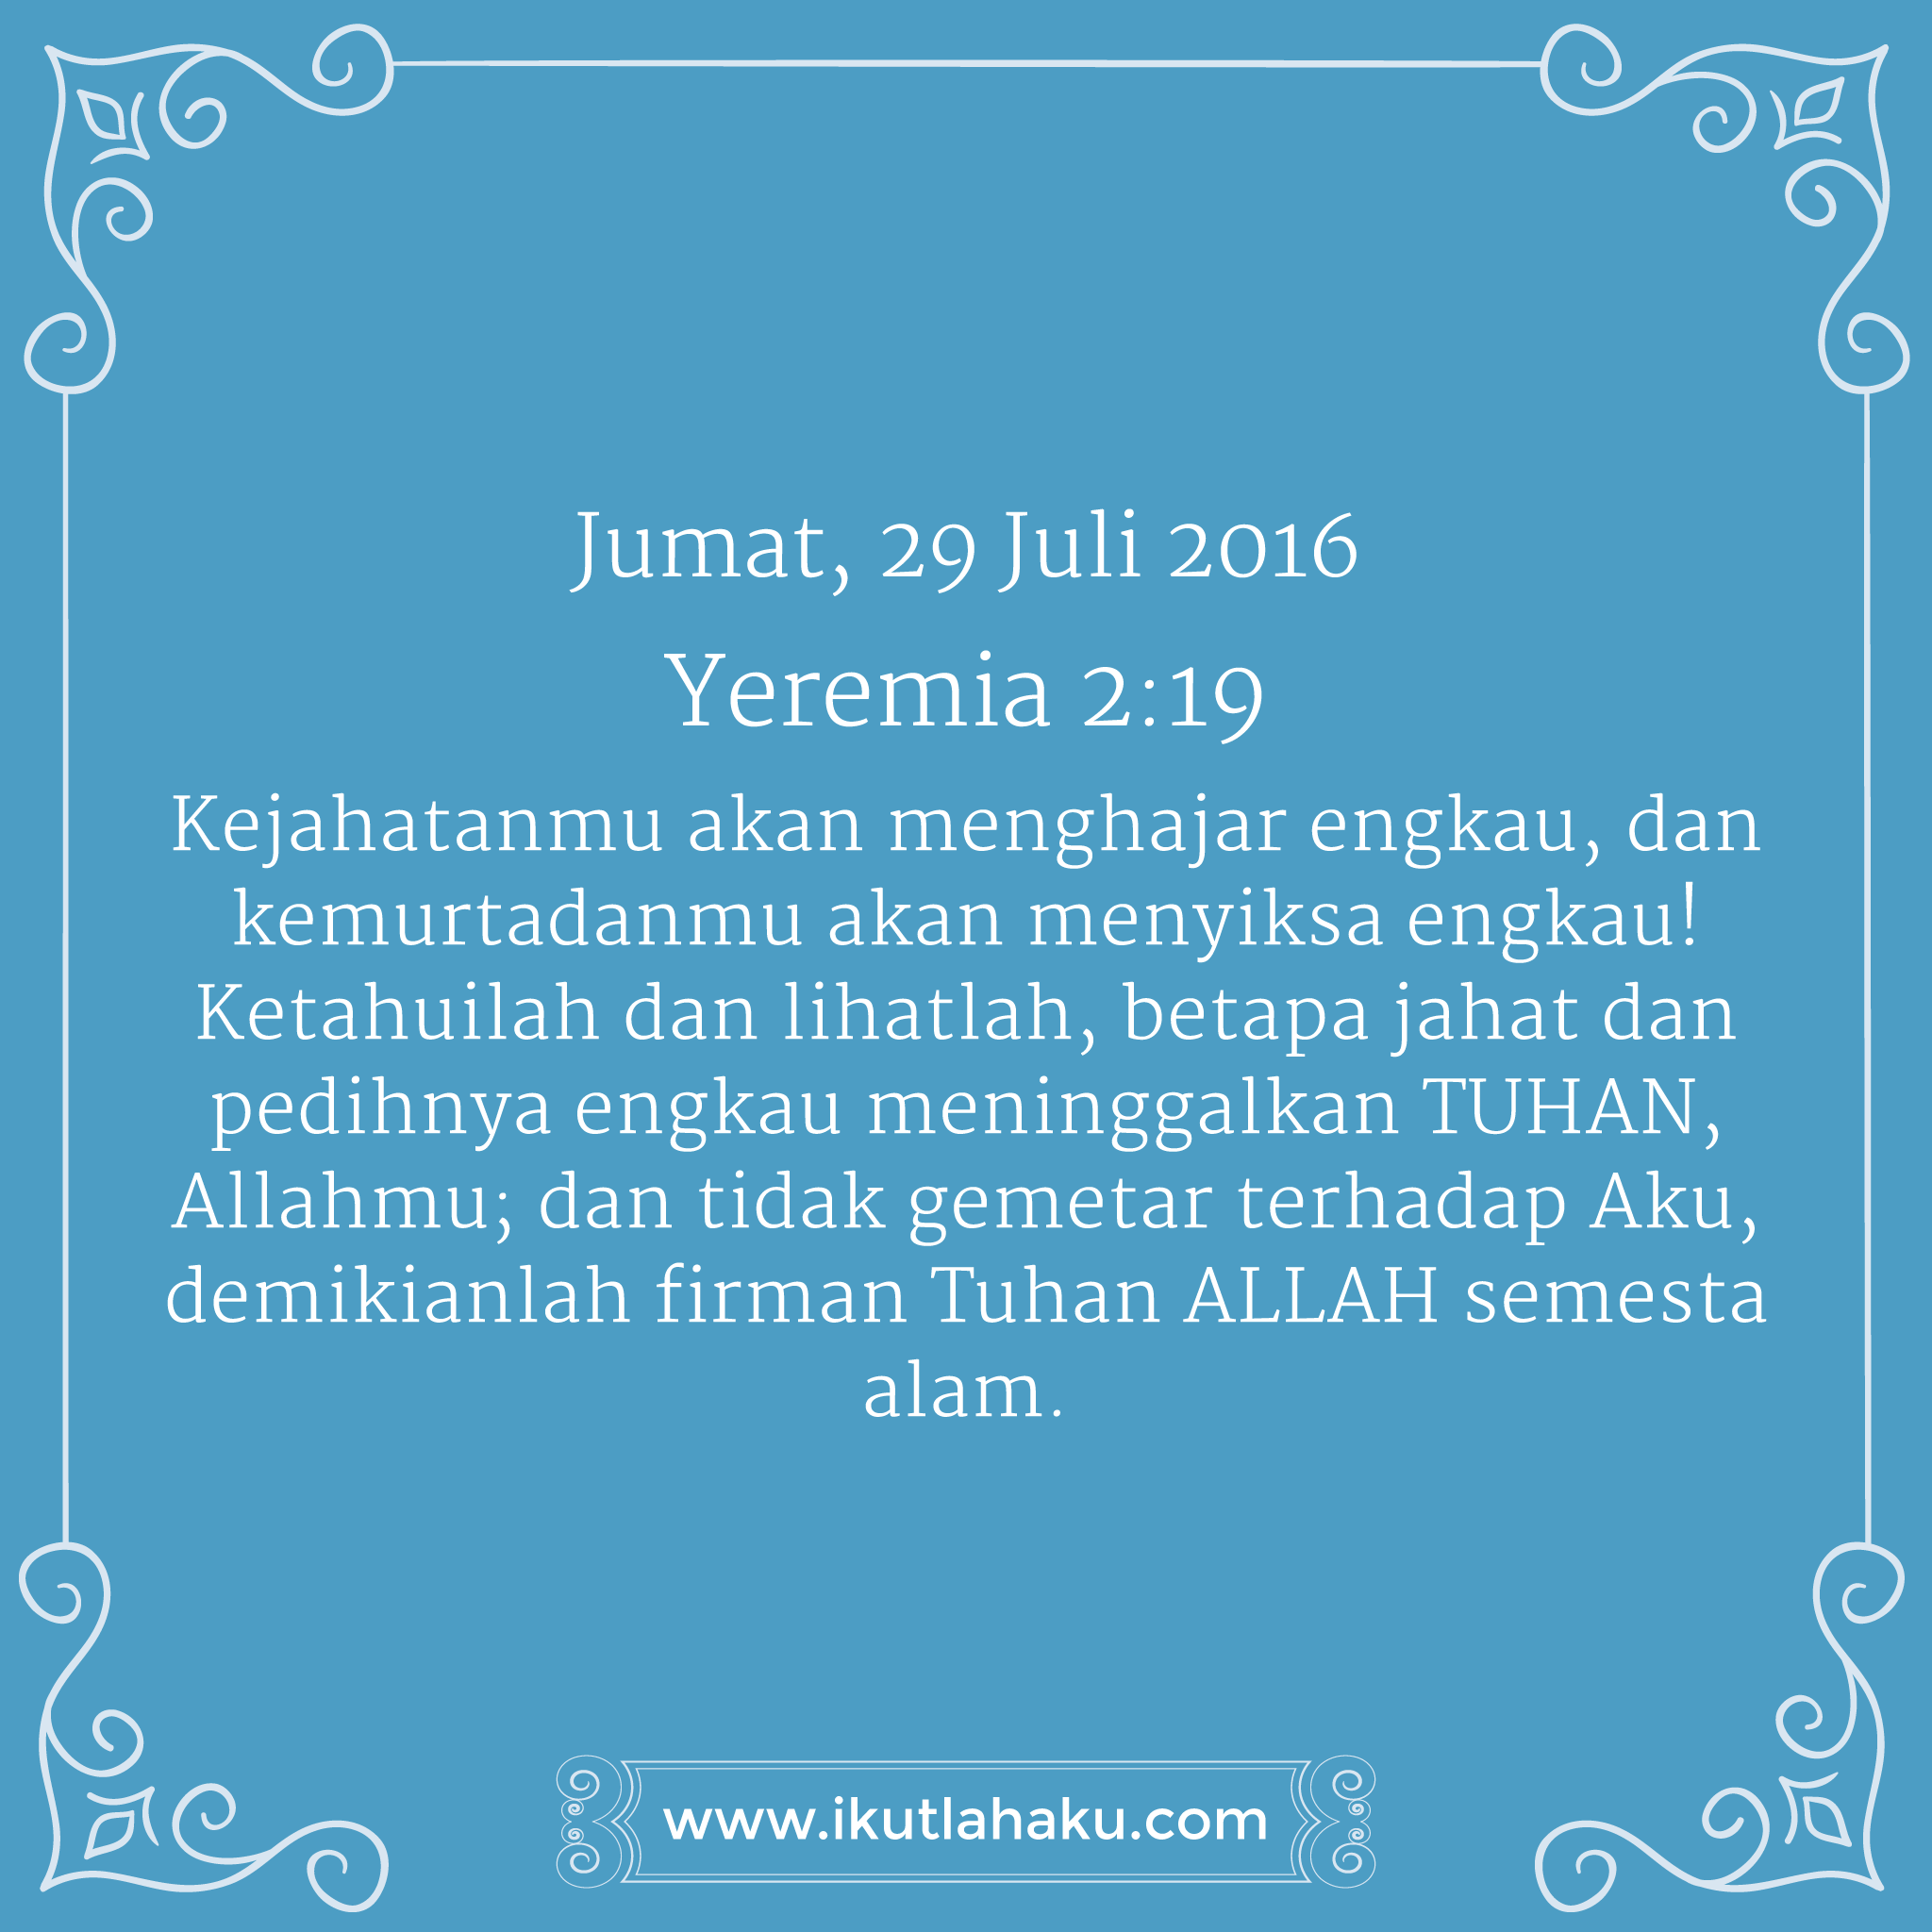 Jumat, 29 Juli 2016
Yeremia 2:19
Kejahatanmu akan menghajar engkau, dan
kemurtadanmu akan menyiksa engkau!
Ketahuilah dan lihatlah, betapa jahat dan
pedihnya engkau meninggalkan TUHAN,
Allahmu; dan tidak gemetar terhadap Aku,
demikianlah firman Tuhan ALLAH semesta
alam.
www.ikutlahaku.com